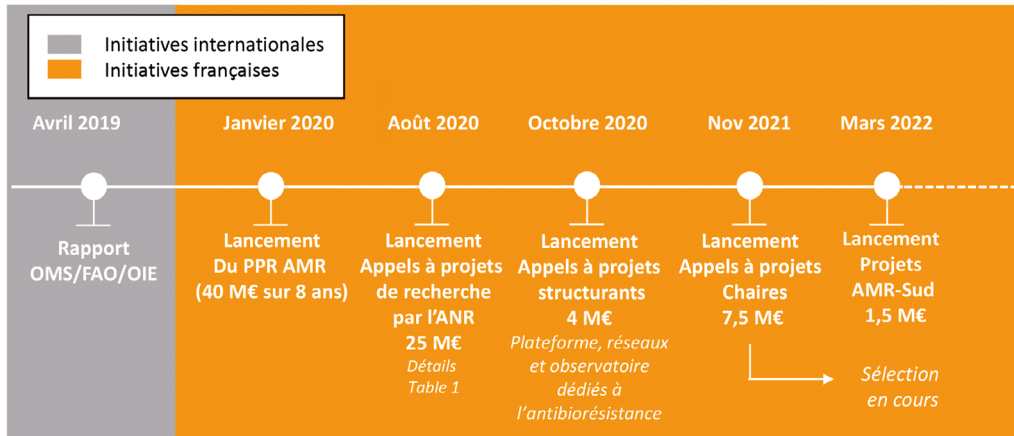 Initiatives internationales
Initiatives françaises
Avril 2019
Janvier 2020
Août 2020
Octobre 2020
Nov 2021
Mars 2022
Rapport
OMS/FAO/OIE
Lancement
Du PPR AMR
(40 M€ sur 8 ans)
Lancement
Appels à projets
de recherche
par l’ANR
25 M€
Détails
Table 1
Lancement
Appels à projets
structurants
4 M€
Plateforme, réseaux
et observatoire
dédiés à
l’antibiorésistance
Lancement
Appels à projets
Chaires
7,5 M€
Lancement
Projets
AMR-Sud
1,5 M€
Sélection
en cours